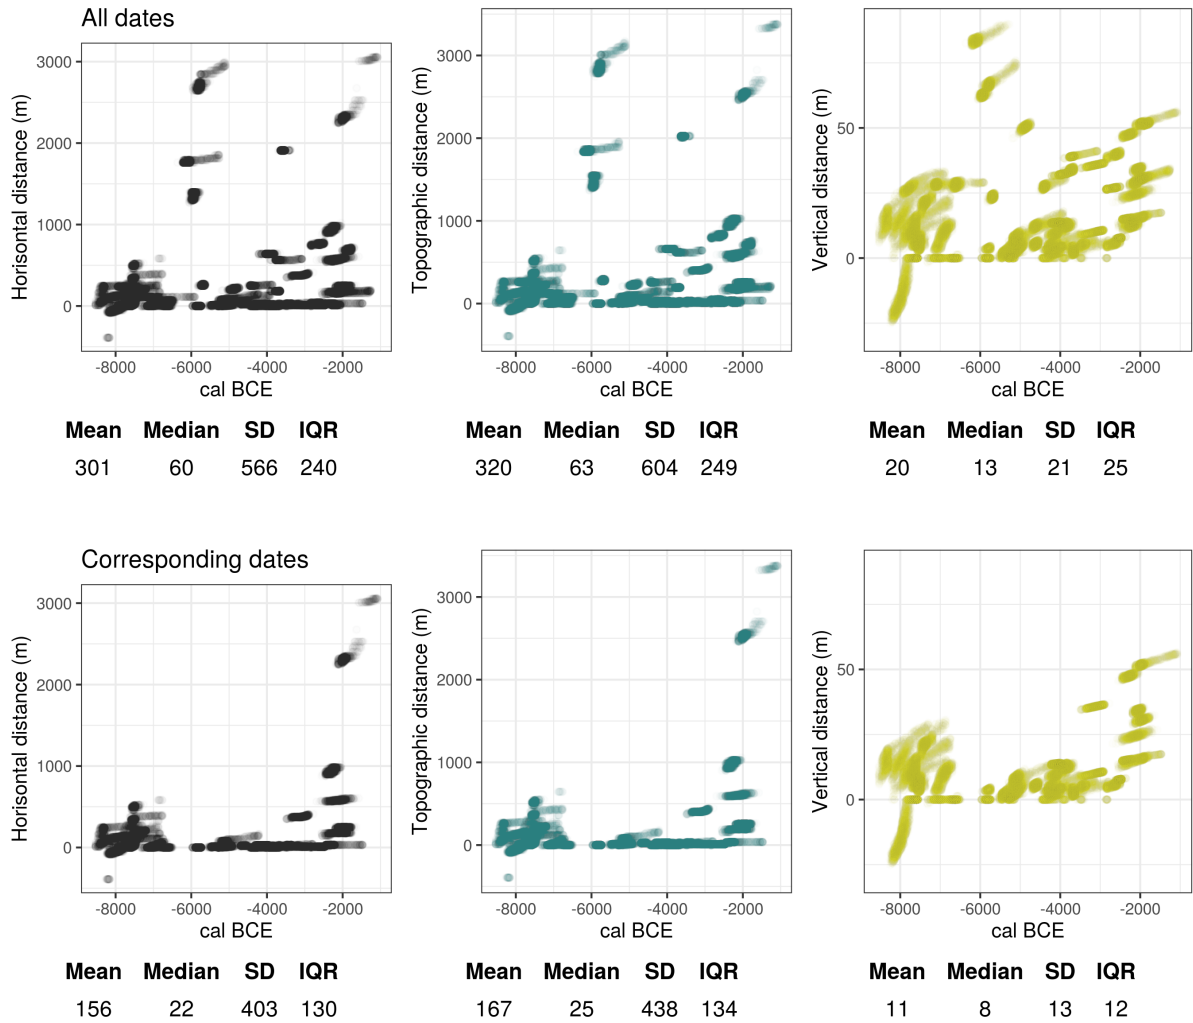 All dates
Horisontal distance (m)
3000
2000
1000
0
-8000 -6000 -4000 -2000
cal BCE
Mean Median SD IQR
301 60 566 240
Topographic distance (m)
3000
2000
1000
0
-8000 -6000 -4000 -2000
cal BCE
Mean Median SD IQR
320 63 604 249
Vertical distance (m)
50
0
-8000 -6000 -4000 -2000
cal BCE
Mean Median SD IQR
20 13 21 25
Corresponding dates
Horisontal distance (m)
3000
2000
1000
0
-8000 -6000 -4000 -2000
cal BCE
Mean Median SD IQR
156 22 403 130
Topographic distance (m)
3000
2000
1000
0
-8000 -6000 -4000 -2000
cal BCE
Mean Median SD IQR
167 25 438 134
Vertical distance (m)
50
0
-8000 -6000 -4000 -2000
cal BCE
Mean Median SD IQR
11 8 13 12